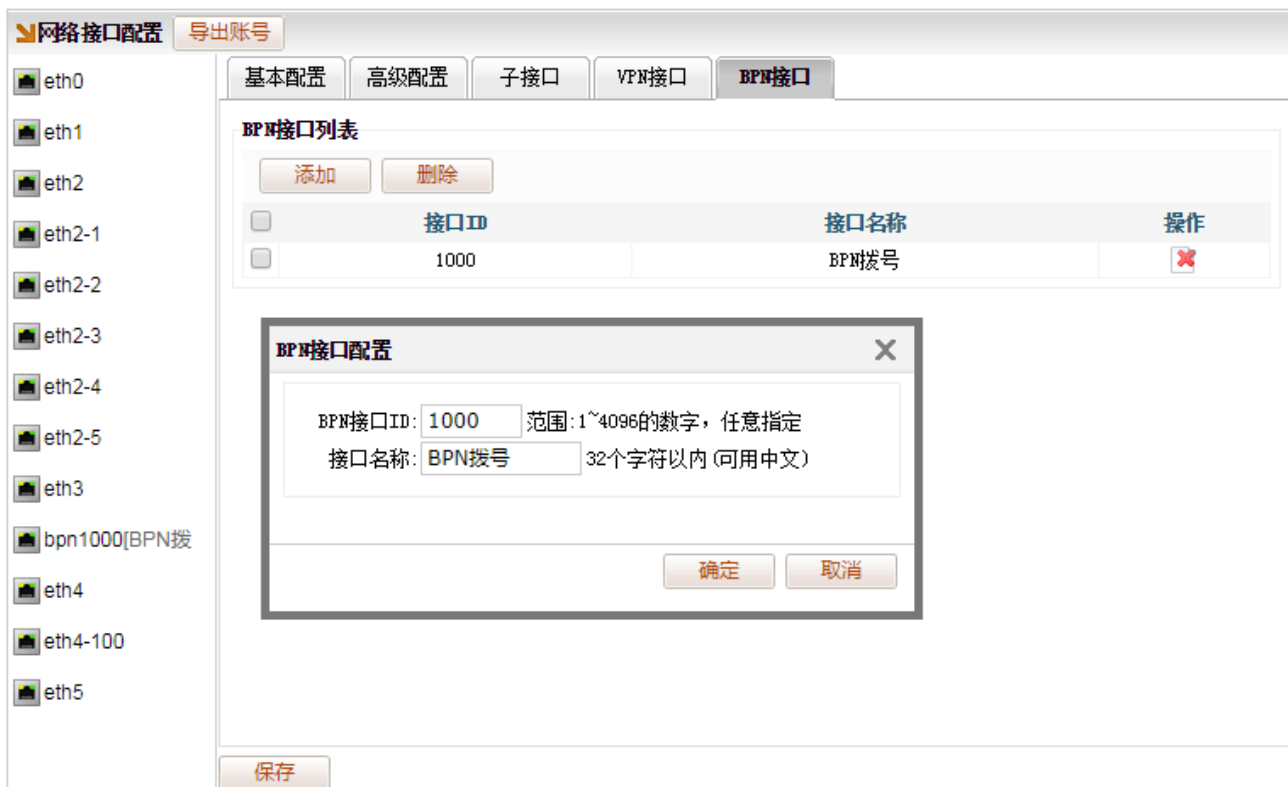 网络接口配置 导出账号
eth0
eth1
eth2
eth2-1
eth2-2
eth2-3
eth2-4
eth2-5
eth3
bpn1000[BPN拨
eth4
eth4-100
eth5
基本配置 高级配置 子接口 VPN接口 BPN接口
BPN接口列表
添加 删除
接口ID 接口名称 操作
1000 BPN拨号
BPN接口配置
BPN接口ID: 1000 范围:1~4096的数字，任意指定
接口名称: BPN拨号 32个字符以内(可用中文)
确定 取消
保存